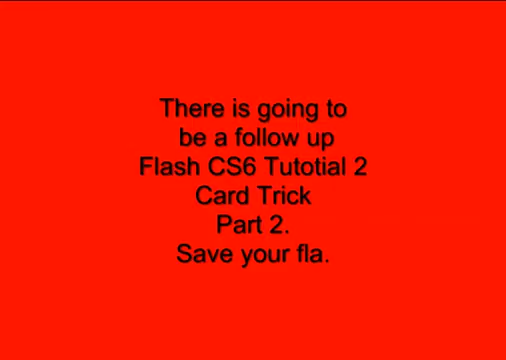 There is going to
be a follow up
Flash CS6 Tutotial 2
Card Trick
Part 2.
Save your fla.